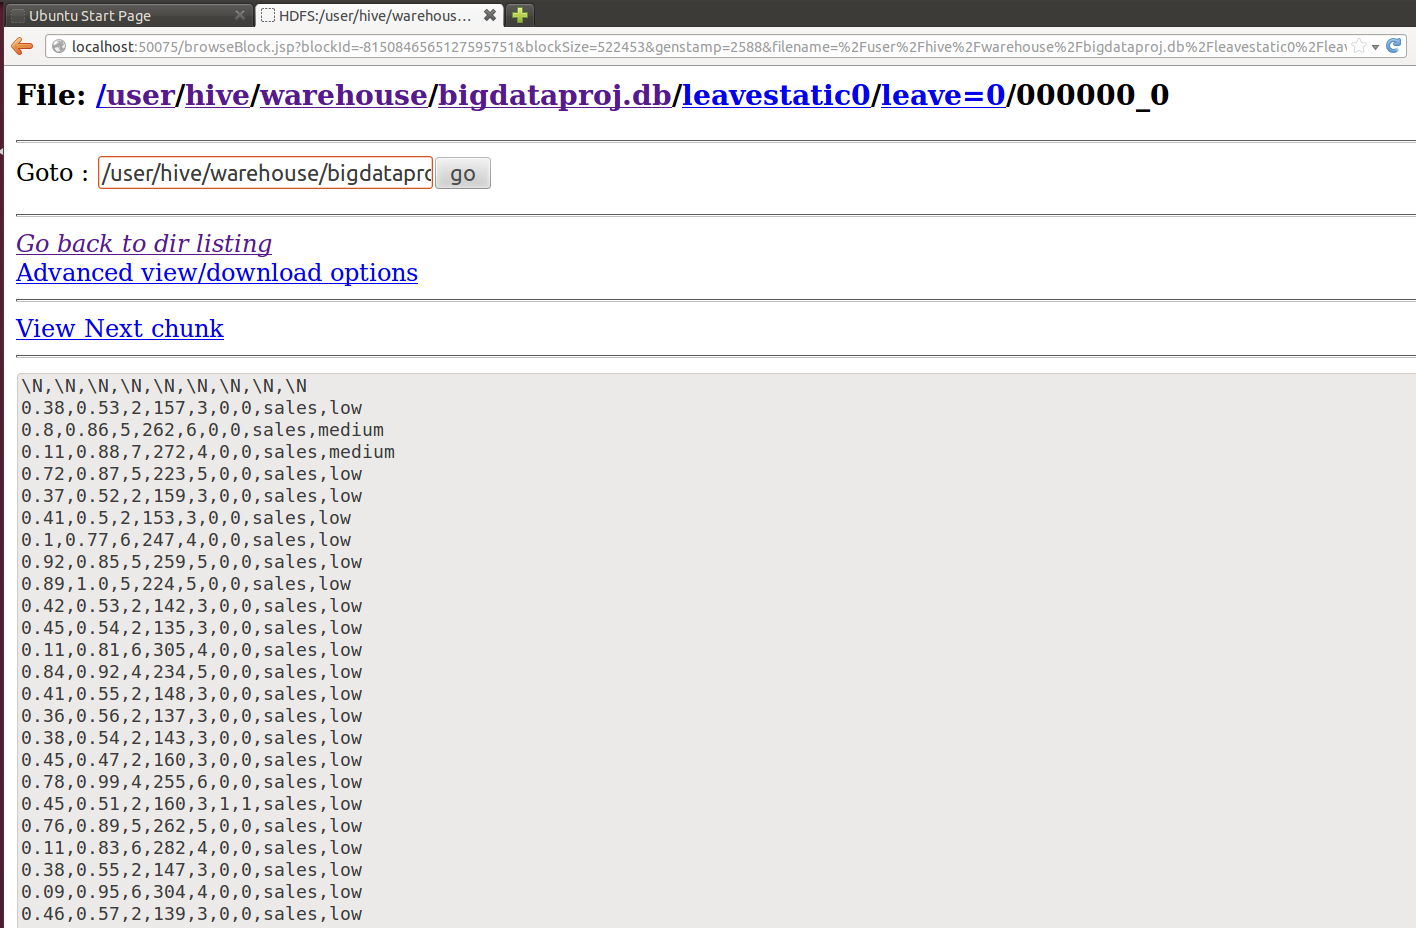 Ubuntu Start Page
HDFS:/user/hive/warehous...
localhost:50075/browseBlock.jsp?blockId=-8150846565127595751&blockSize=522453&genstamp=2588&filename=%2Fuser%2Fhive%2Fwarehouse%2Fbigdataproj.db%2Fleavestatic0%2Flea
File: /user/hive/warehouse/bigdataproj.db/leavestatic0/leave=0/000000_0
Goto : /user/hive/warehouse/bigdatapro go
Go back to dir listing
Advanced view/download options
View Next chunk
\N,\N,\N,\N,\N,\N,\N,\N,\N
0.38,0.53,2,157,3,0,0,sales,low
0.8,0.86,5,262,6,0,0,sales,medium
0.11,0.88,7,272,4,0,0,sales,medium
0.72,0.87,5,223,5,0,0,sales,low
0.37,0.52,2,159,3,0,0,sales,low
0.41,0.5,2,153,3,0,0,sales,low
0.1,0.77,6,247,4,0,0,sales,low
0.92,0.85,5,259,5,0,0,sales,low
0.89,1.0,5,224,5,0,0,sales,low
0.42,0.53,2,142,3,0,0,sales,low
0.45,0.54,2,135,3,0,0,sales,low
0.11,0.81,6,305,4,0,0,sales,low
0.84,0.92,4,234,5,0,0,sales,low
0.41,0.55,2,148,3,0,0,sales,low
0.36,0.56,2,137,3,0,0,sales,low
0.38,0.54,2,143,3,0,0,sales,low
0.45,0.47,2,160,3,0,0,sales,low
0.78,0.99,4,255,6,0,0,sales,low
0.45,0.51,2,160,3,1,1,sales,low
0.76,0.89,5,262,5,0,0,sales,low
0.11,0.83,6,282,4,0,0,sales,low
0.38,0.55,2,147,3,0,0,sales,low
0.09,0.95,6,304,4,0,0,sales,low
0.46,0.57,2,139,3,0,0,sales,low